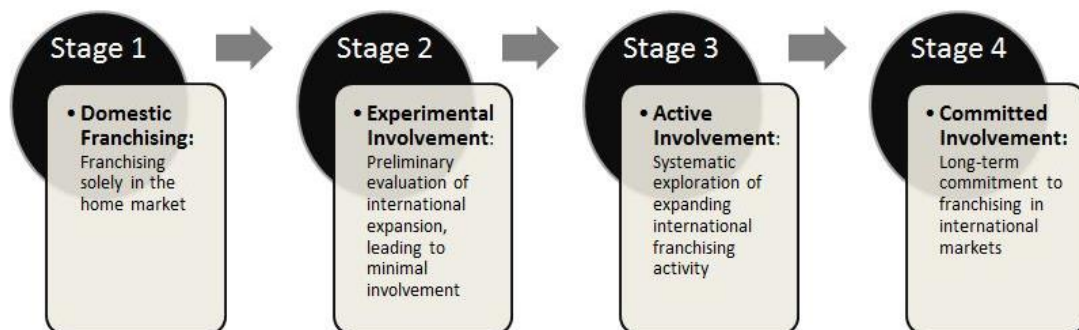 Stage 1
• Domestic
Franchising:
Franchising
solely in the
home market
Stage 2
• Experimental
Involvement:
Preliminary
evaluation of
international
expansion,
leading to
minimal
involvement
Stage 3
• Active
Involvement:
Systematic
exploration of
expanding
international
franchising
activity
Stage 4
• Committed
Involvement:
Long-term
commitment to
franchising in
international
markets